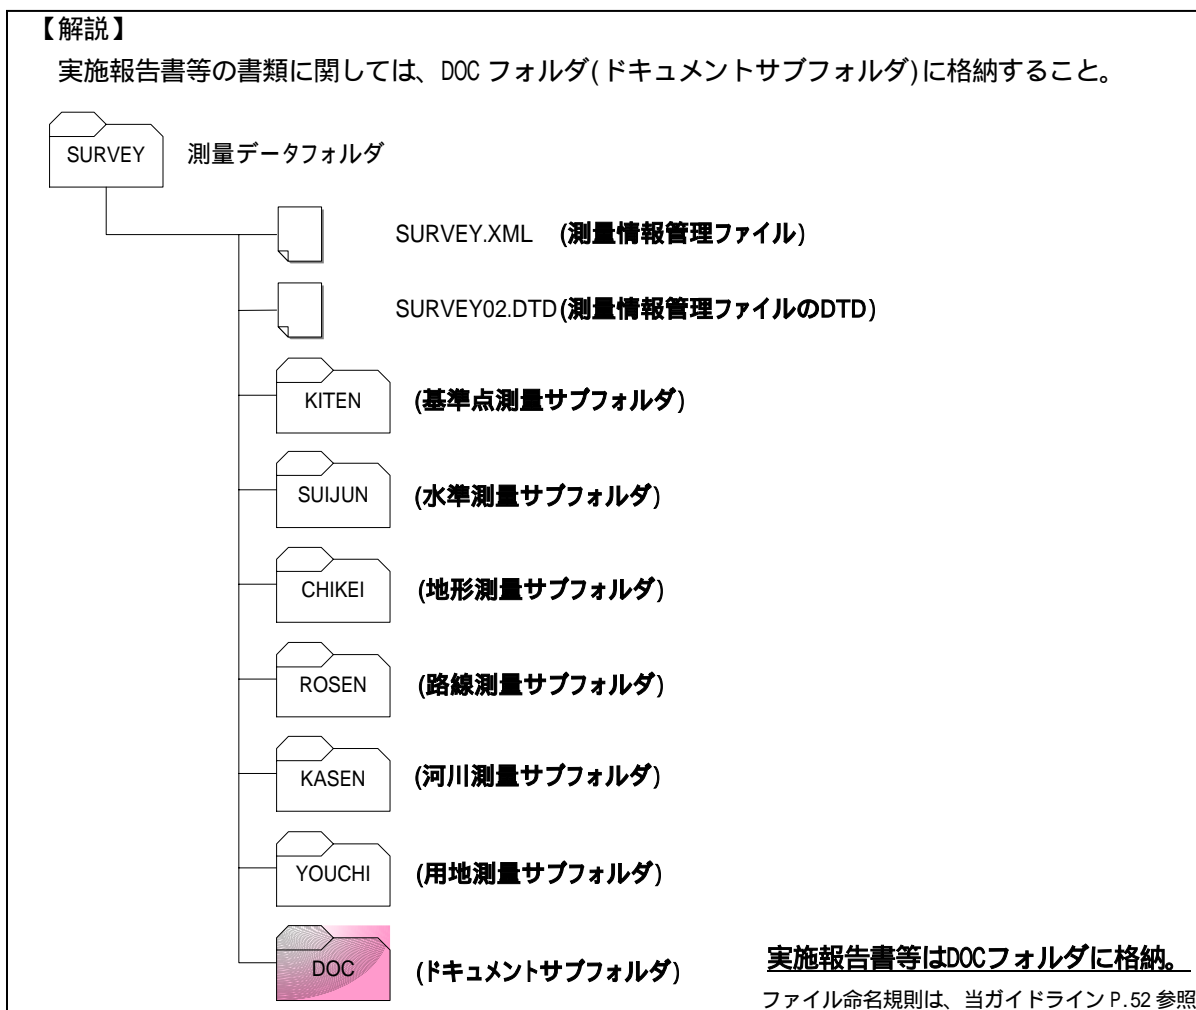 【解説】
実施報告書等の書類に関しては、DOC フォルダ(ドキュメントサブフォルダ)に格納すること。
SURVEY 測量データフォルダ
SURVEY.XML (測量情報管理ファイル)
SURVEY02.DTD(測量情報管理ファイルのDTD)
KITEN (基準点測量サブフォルダ)
SUIJUN (水準測量サブフォルダ)
CHIKEI (地形測量サブフォルダ)
ROSEN (路線測量サブフォルダ)
KASEN (河川測量サブフォルダ)
YOUCHI (用地測量サブフォルダ)
DOC (ドキュメントサブフォルダ) 実施報告書等はDOCフォルダに格納。
ファイル命名規則は、当ガイドライン P.52 参照